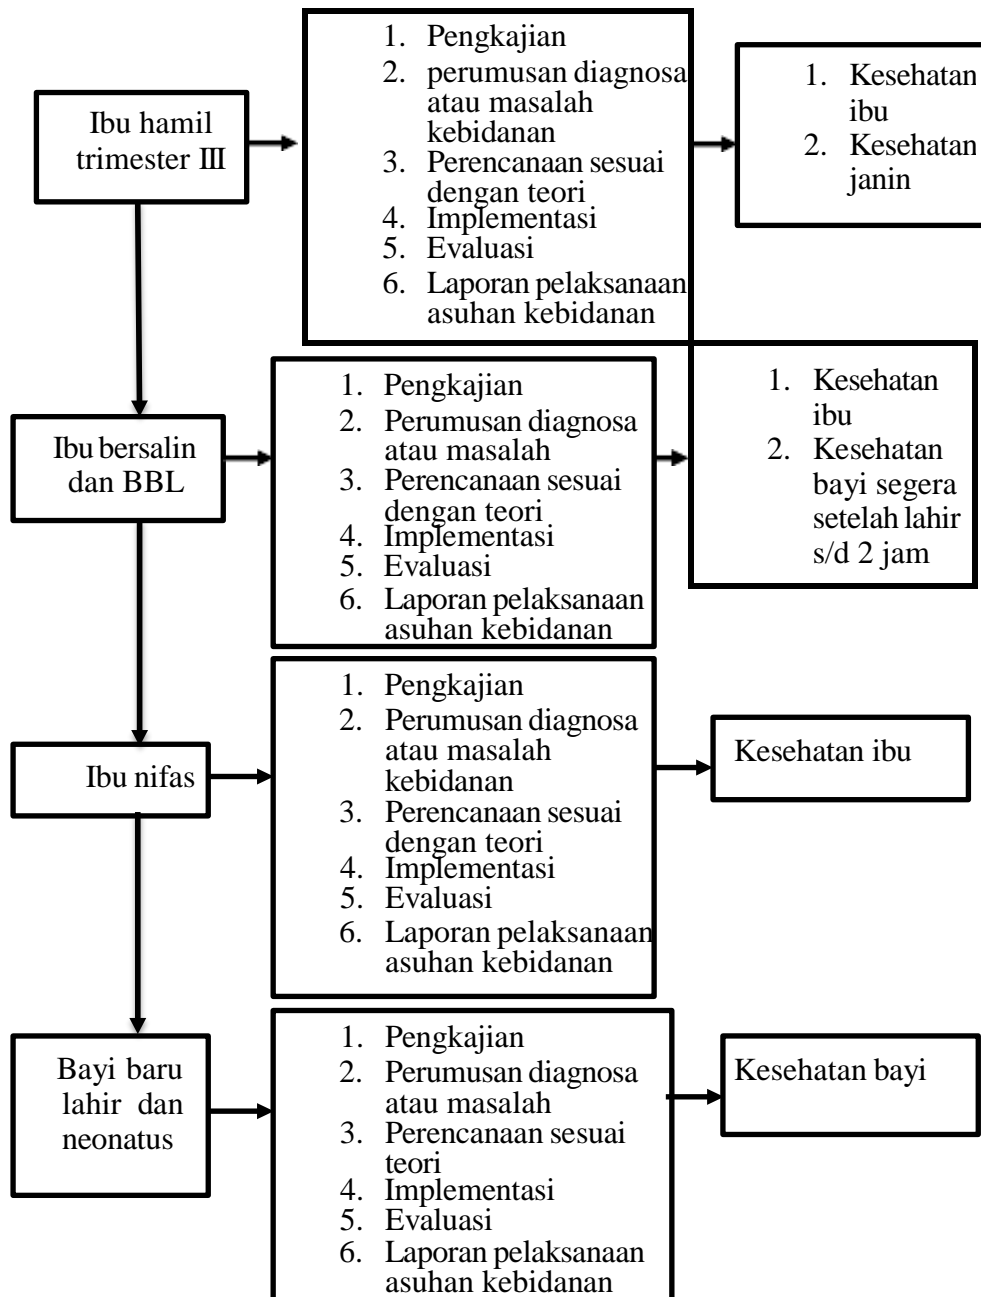 Ibu hamil
trimester III
1. Pengkajian
2. perumusan diagnosa
atau masalah
kebidanan
3. Perencanaan sesuai
dengan teori
4. Implementasi
5. Evaluasi
6. Laporan pelaksanaan
asuhan kebidanan
1. Kesehatan
ibu
2. Kesehatan
janin
Ibu bersalin
dan BBL
1. Pengkajian
2. Perumusan diagnosa
atau masalah
3. Perencanaan sesuai
dengan teori
4. Implementasi
5. Evaluasi
6. Laporan pelaksanaan
asuhan kebidanan
1. Kesehatan
ibu
2. Kesehatan
bayi segera
setelah lahir
s/d 2 jam
Ibu nifas
1. Pengkajian
2. Perumusan diagnosa
atau masalah
kebidanan
3. Perencanaan sesuai
dengan teori
4. Implementasi
5. Evaluasi
6. Laporan pelaksanaan
asuhan kebidanan
Kesehatan ibu
Bayi baru
lahir dan
neonatus
1. Pengkajian
2. Perumusan diagnosa
atau masalah
3. Perencanaan sesuai
teori
4. Implementasi
5. Evaluasi
6. Laporan pelaksanaan
asuhan kebidanan
Kesehatan bayi